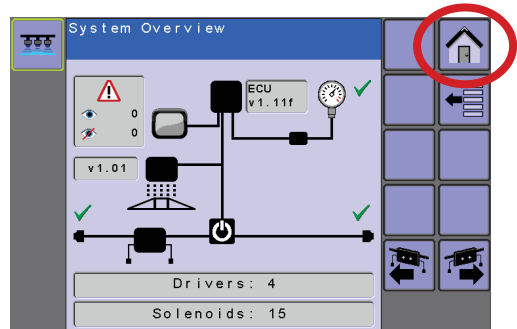 System Overview
ECU
v1.11f
0
0
v1.01
Drivers: 4
Solenoids: 15